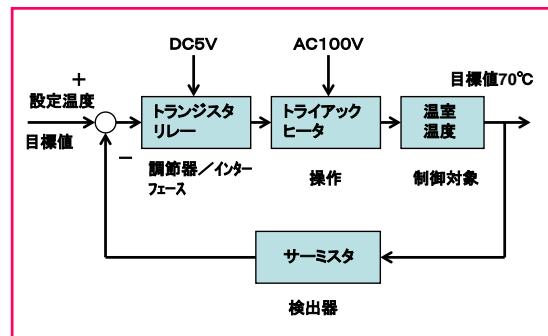 DC5V
AC100V
+
設定温度
目標値
−
トランジスタ
リレー
調節器／インター
フェース
トライアック
ヒータ
操作
温室
温度
制御対象
目標値70℃
サーミスタ
検出器